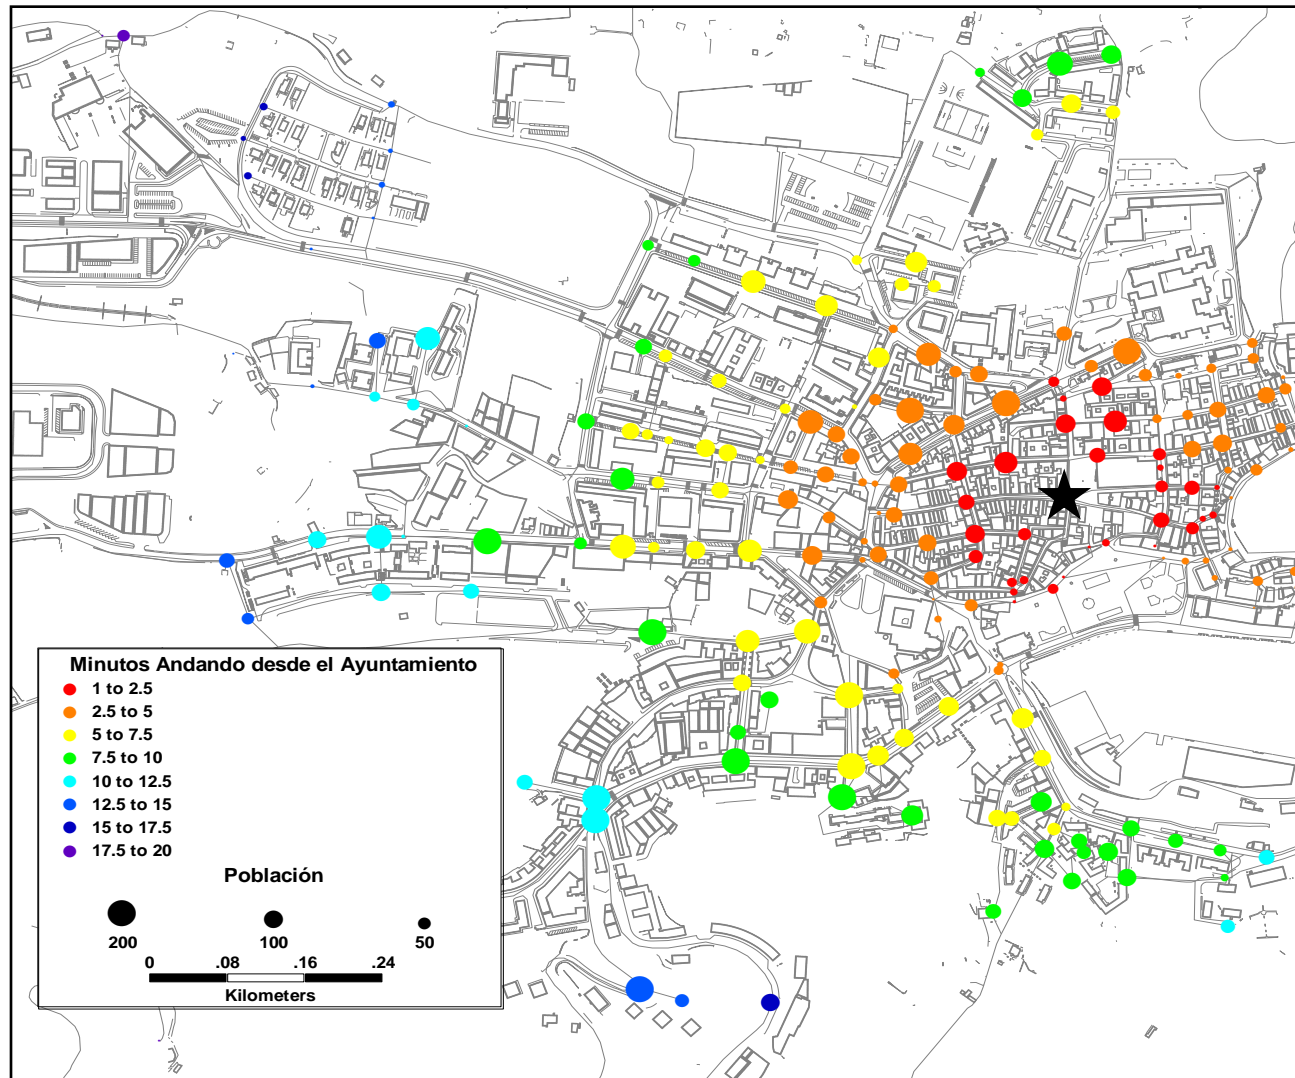 Minutos Andando desde el Ayuntamiento
1 to 2.5
2.5 to 5
5 to 7.5
7.5 to 10
10 to 12.5
12.5 to 15
15 to 17.5
17.5 to 20
Población
200 100 50
0 .08 .16 .24
Kilometers